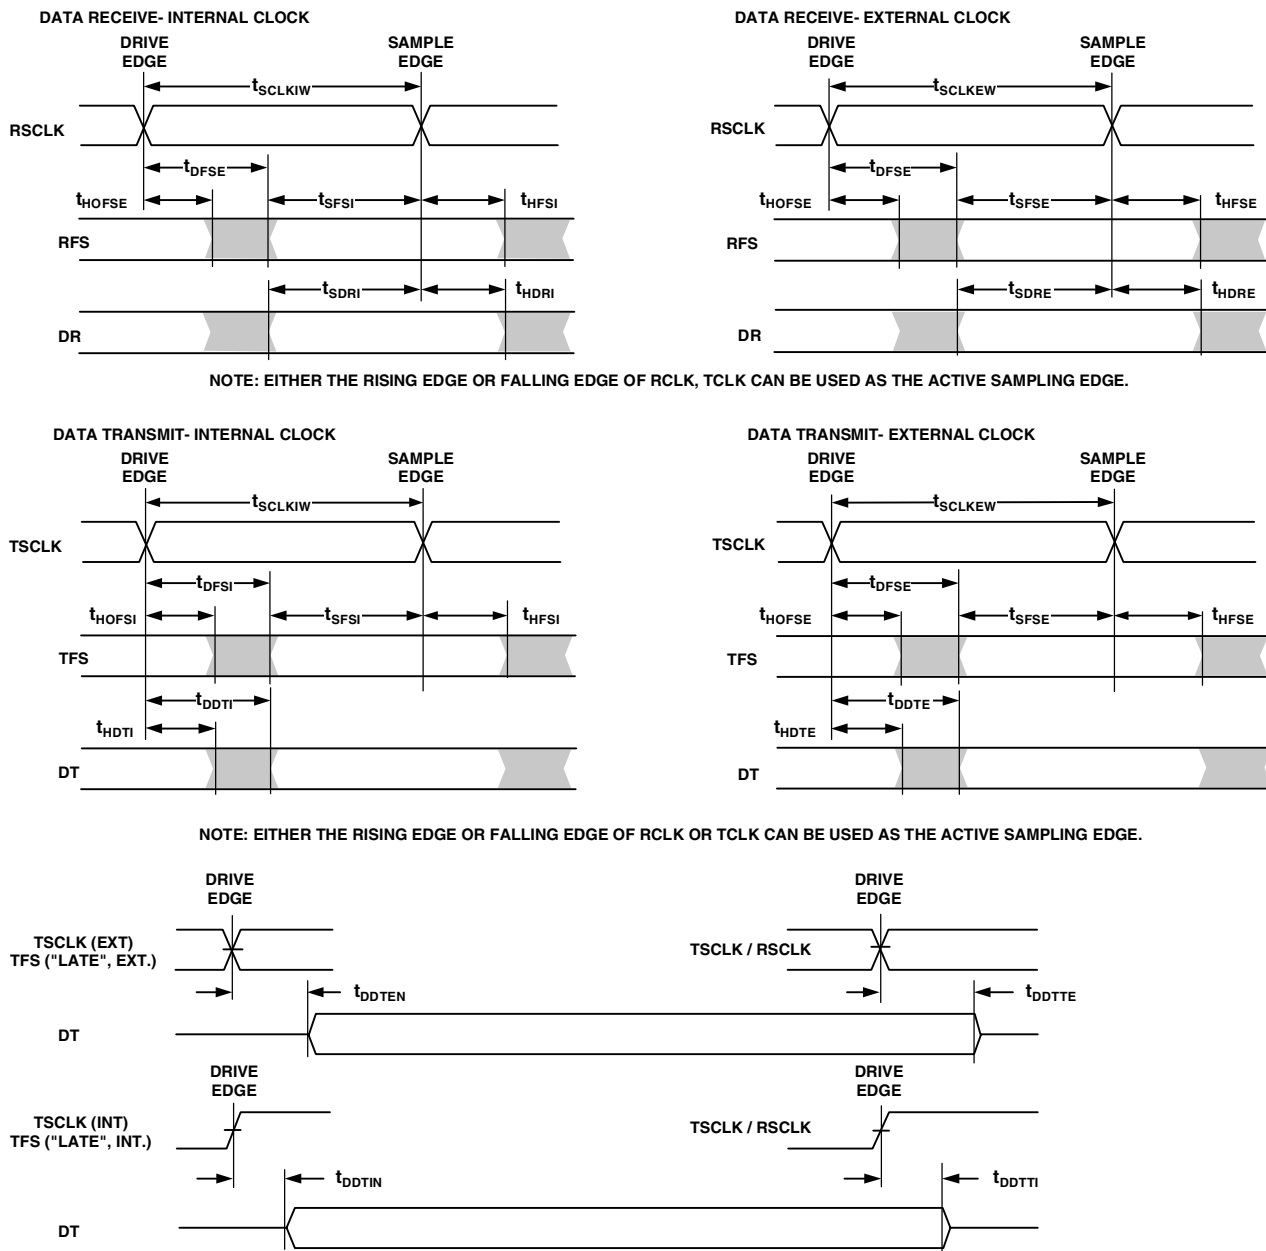 DATA RECEIVE- INTERNAL CLOCK
DRIVE
EDGE
SAMPLE
EDGE
tSCLKIW
RSCLK
tDFSE
tHOFSE
tSFSI
tHFSI
RFS
tSDRI
tHDRI
DR
DATA RECEIVE- EXTERNAL CLOCK
DRIVE
EDGE
SAMPLE
EDGE
tSCLKEW
RSCLK
tDFSE
tHOFSE
tSFSE
tHFSE
RFS
tSDRE
tHDRE
DR
NOTE: EITHER THE RISING EDGE OR FALLING EDGE OF RCLK, TCLK CAN BE USED AS THE ACTIVE SAMPLING EDGE.
DATA TRANSMIT- INTERNAL CLOCK
DRIVE
EDGE
SAMPLE
EDGE
tSCLKIW
TSCLK
tDFSI
tHOFSI
tSFSI
tHFSI
TFS
tDDTI
tHDTI
DT
DATA TRANSMIT- EXTERNAL CLOCK
DRIVE
EDGE
SAMPLE
EDGE
tSCLKEW
TSCLK
tDFSE
tHOFSE
tSFSE
tHFSE
TFS
tDDTE
tHDTE
DT
NOTE: EITHER THE RISING EDGE OR FALLING EDGE OF RCLK OR TCLK CAN BE USED AS THE ACTIVE SAMPLING EDGE.
DRIVE
EDGE
DRIVE
EDGE
TSCLK (EXT)
TFS ("LATE", EXT.)
TSCLK / RSCLK
tDDTEN
tDDTTE
DT
DRIVE
EDGE
DRIVE
EDGE
TSCLK (INT)
TFS ("LATE", INT.)
TSCLK / RSCLK
tDDTIN
tDDTTI
DT